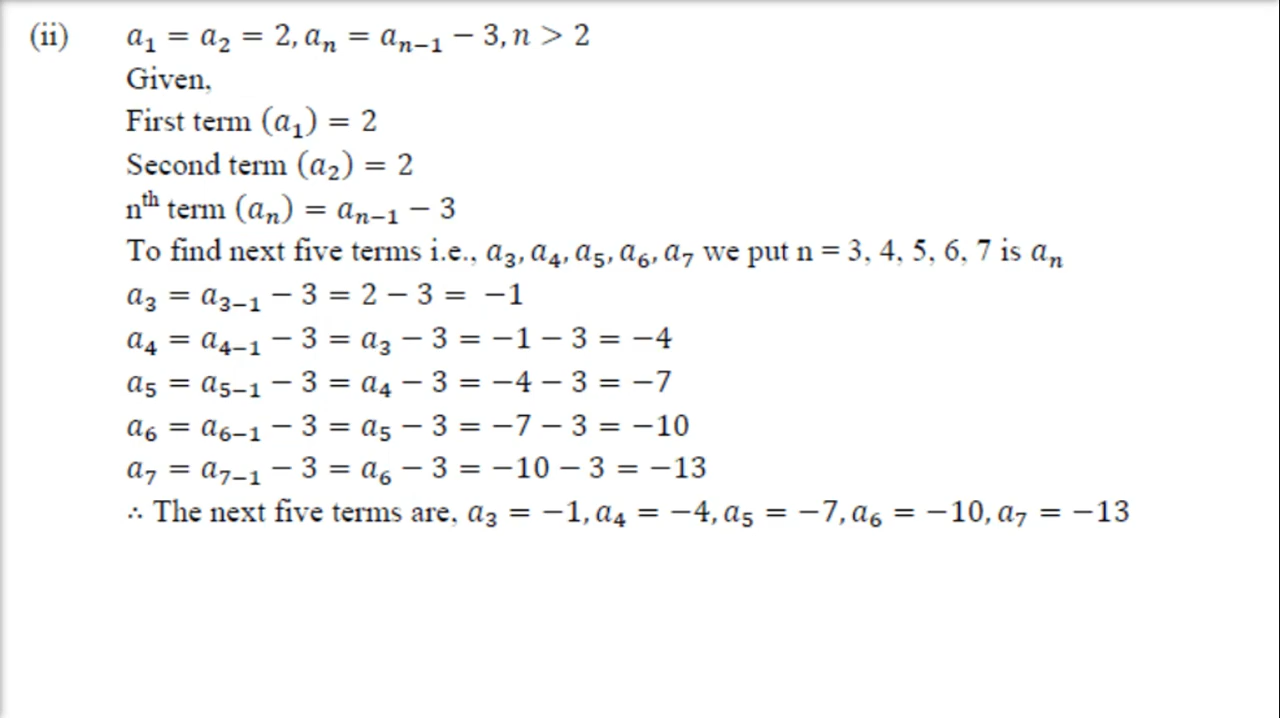 (ii) a₁ = a₂ = 2, aₙ = aₙ₋₁ − 3, n > 2
Given,
First term (a₁) = 2
Second term (a₂) = 2
nᵗʰ term (aₙ) = aₙ₋₁ − 3
To find next five terms i.e., a₃, a₄, a₅, a₆, a₇ we put n = 3, 4, 5, 6, 7 is aₙ
a₃ = a₃₋₁ − 3 = 2 − 3 = −1
a₄ = a₄₋₁ − 3 = a₃ − 3 = −1 − 3 = −4
a₅ = a₅₋₁ − 3 = a₄ − 3 = −4 − 3 = −7
a₆ = a₆₋₁ − 3 = a₅ − 3 = −7 − 3 = −10
a₇ = a₇₋₁ − 3 = a₆ − 3 = −10 − 3 = −13
∴ The next five terms are, a₃ = −1, a₄ = −4, a₅ = −7, a₆ = −10, a₇ = −13